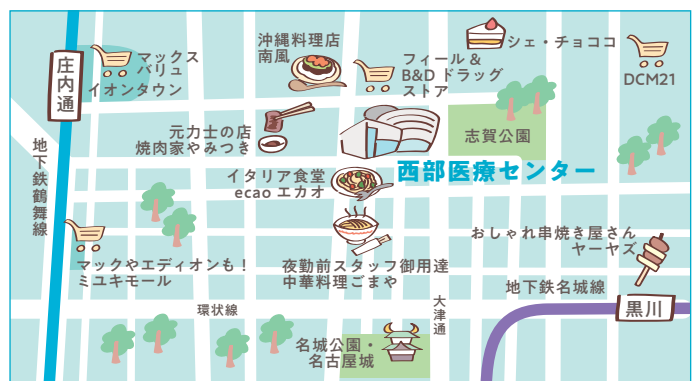 庄内通
マックス
バリュ
イオンタウン
沖縄料理店
南風
フィール＆
B&D ドラッグ
ストア
シェ・チョココ
DCM21
地下鉄鶴舞線
元力士の店
焼肉家やみつき
志賀公園
西部医療センター
イタリア食堂
ecao エカオ
マックやエディオンも！
ミユキモール
夜勤前スタッフ御用達
中華料理ごまや
おしゃれ串焼き屋さん
ヤーヤズ
地下鉄名城線
黒川
環状線
大津通
名城公園・
名古屋城